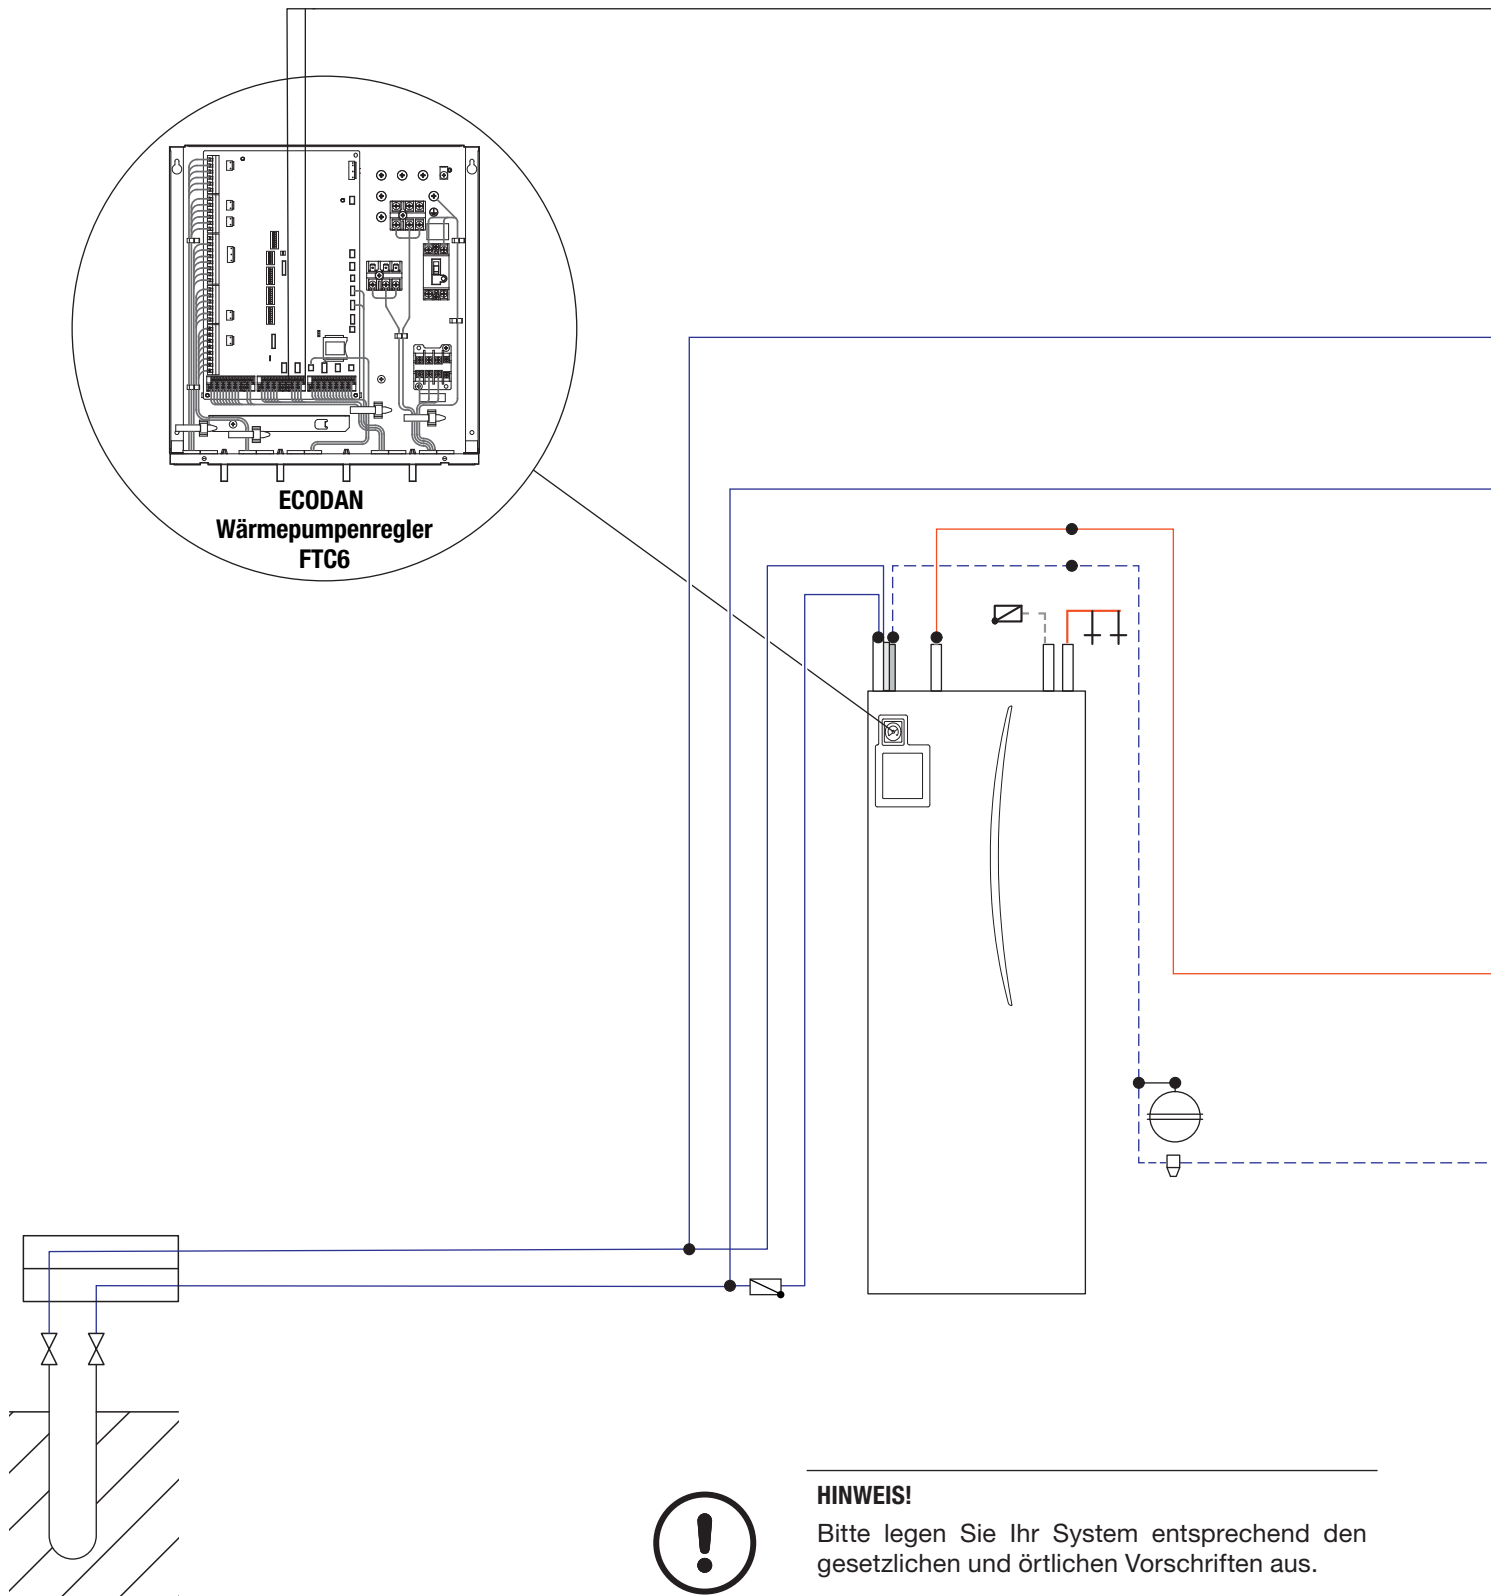 ECODAN
Wärmepumpenregler
FTC6
HINWEIS!
Bitte legen Sie Ihr System entsprechend den
gesetzlichen und örtlichen Vorschriften aus.